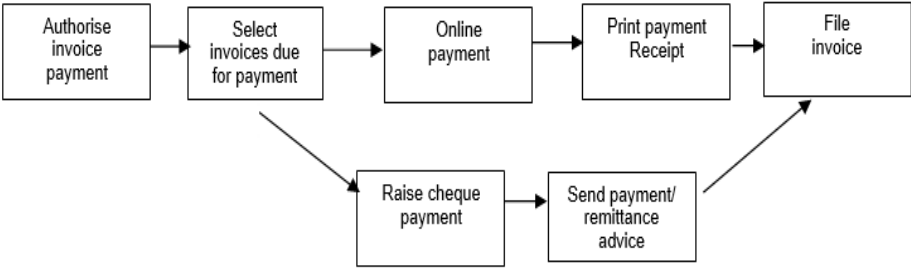 Authorise
invoice
payment
Select
invoices due
for payment
Online
payment
Print payment
Receipt
File
invoice
Raise cheque
payment
Send payment/
remittance
advice